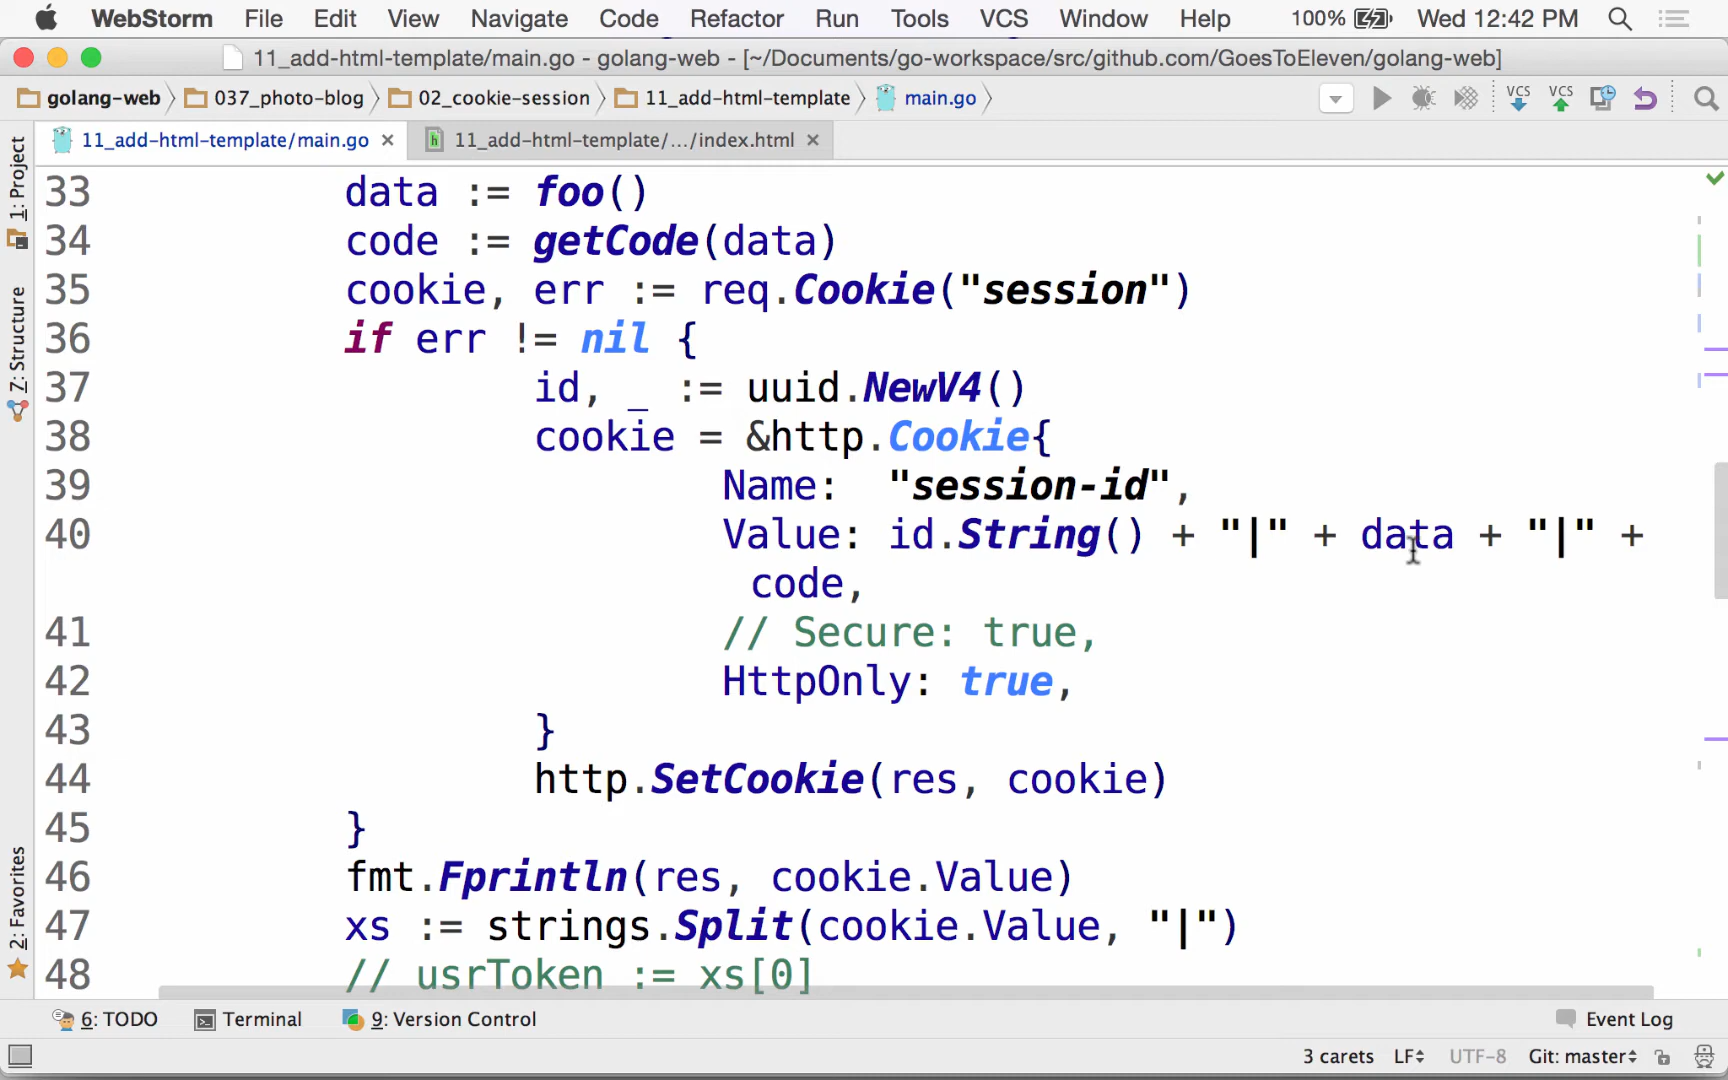 WebStorm File Edit View Navigate Code Refactor Run Tools VCS Window Help 100% Wed 12:42 PM
11_add-html-template/main.go - golang-web - [~/Documents/go-workspace/src/github.com/GoesToEleven/golang-web]
golang-web 037_photo-blog 02_cookie-session 11_add-html-template main.go VCS VCS
11_add-html-template/main.go × 11_add-html-template/.../index.html ×
1: Project
7: Structure
2: Favorites
33 data := foo()
34 code := getCode(data)
35 cookie, err := req.Cookie("session")
36 if err != nil {
37 id, _ := uuid.NewV4()
38 cookie = &http.Cookie{
39 Name:  "session-id",
40 Value: id.String() + "|" + data + "|" +
code,
41 // Secure: true,
42 HttpOnly: true,
43 }
44 http.SetCookie(res, cookie)
45 }
46 fmt.Fprintln(res, cookie.Value)
47 xs := strings.Split(cookie.Value, "|")
48 // usrToken := xs[0]
6: TODO Terminal 9: Version Control Event Log
3 carets LF UTF-8 Git: master